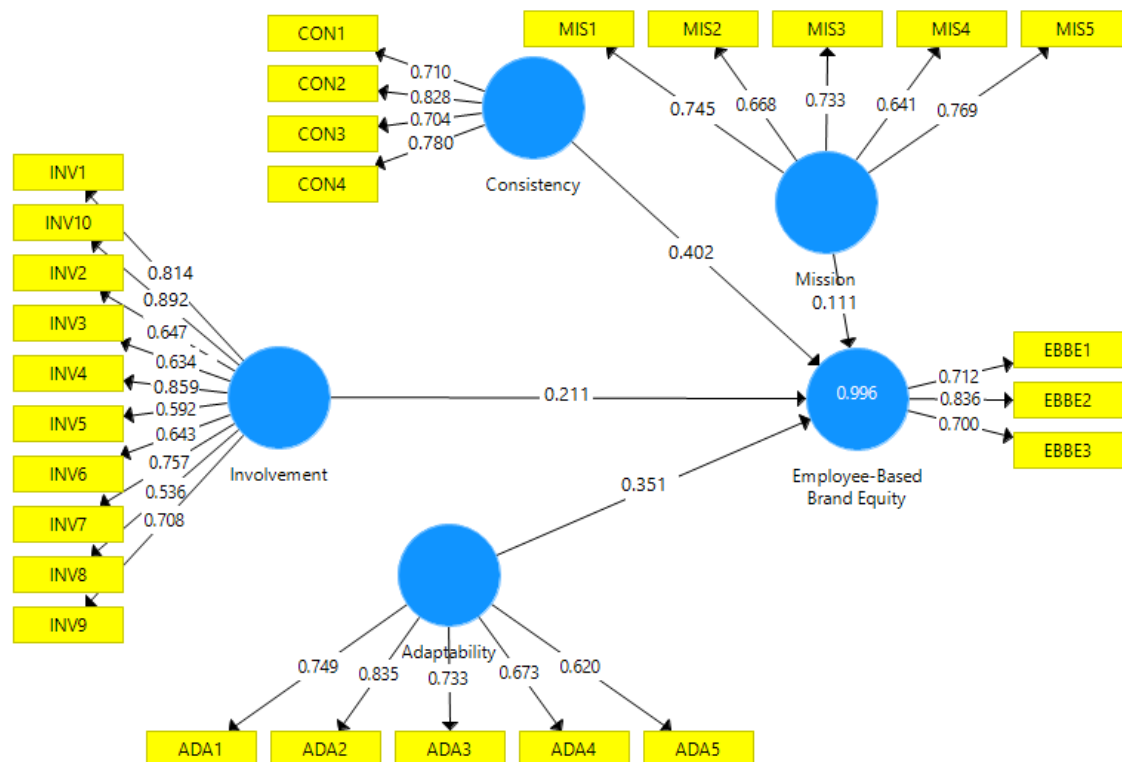 CON1
CON2
CON3
CON4
0.710
0.828
0.704
0.780
Consistency
MIS1
MIS2
MIS3
MIS4
MIS5
0.745
0.668
0.733
0.641
0.769
Mission
0.402
0.111
INV1
INV10
INV2
INV3
INV4
INV5
INV6
INV7
INV8
INV9
0.814
0.892
0.647
0.634
0.859
0.592
0.643
0.757
0.536
0.708
Involvement
0.211
0.996
Employee-Based
Brand Equity
0.712
0.836
0.700
EBBE1
EBBE2
EBBE3
0.351
Adaptability
0.749
0.835
0.733
0.673
0.620
ADA1
ADA2
ADA3
ADA4
ADA5